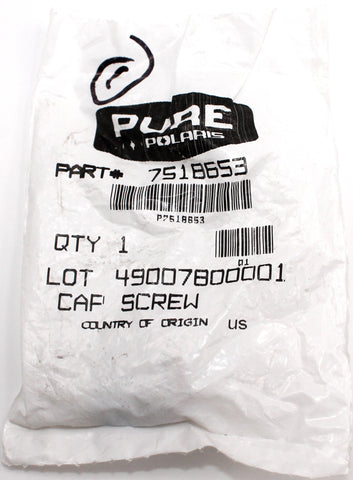 PURE
POLARIS
PART# 7518653
P7518653
QTY 1
01
LOT 49007800001
CAP SCREW
COUNTRY OF ORIGIN US